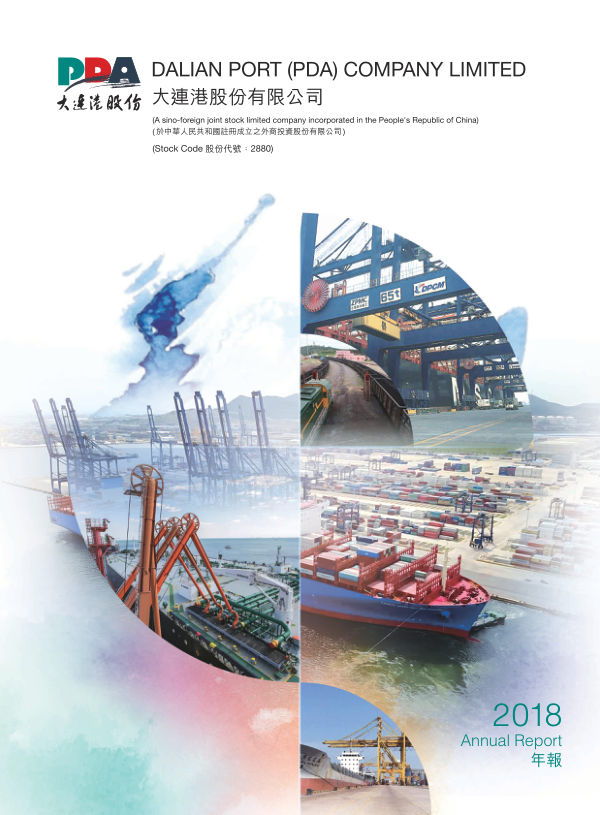 PDA
大連港股份
DALIAN PORT (PDA) COMPANY LIMITED
大連港股份有限公司
(A sino-foreign joint stock limited company incorporated in the People's Republic of China)
(於中華人民共和國註冊成立之外商投資股份有限公司)
(Stock Code 股份代號：2880)
ZPMC
65t
DPCM
2018
Annual Report
年報